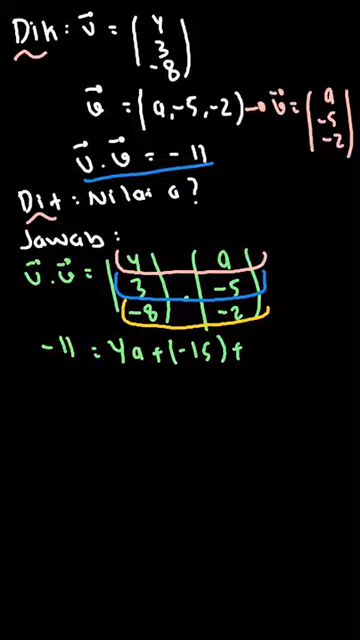 Dik: v⃗ = (4 3 -8)
v⃗ = (a, -5, -2) → v⃗ = (a -5 -2)
v⃗ . v⃗ = -11
Dit: Nilai a?
Jawab:
v⃗ . v⃗ = |4 3 -8| . |a -5 -2|
-11 = 4a + (-15) +